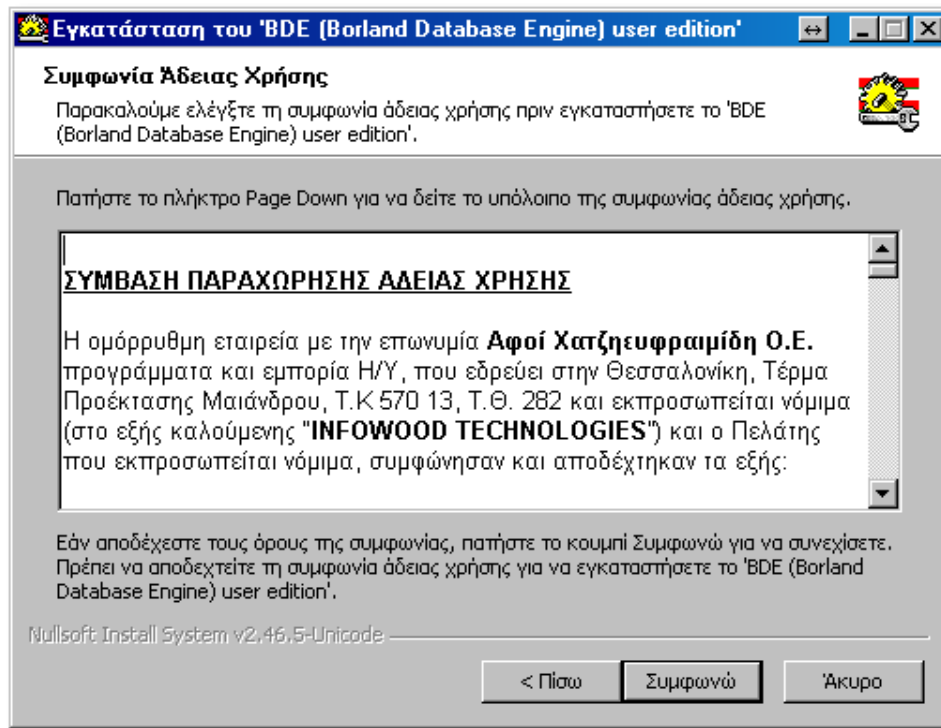 Εγκατάσταση του 'BDE (Borland Database Engine) user edition'
Συμφωνία Άδειας Χρήσης
Παρακαλούμε ελέγξτε τη συμφωνία άδειας χρήσης πριν εγκαταστήσετε το 'BDE
(Borland Database Engine) user edition'.
Πατήστε το πλήκτρο Page Down για να δείτε το υπόλοιπο της συμφωνίας άδειας χρήσης.
ΣΥΜΒΑΣΗ ΠΑΡΑΧΩΡΗΣΗΣ ΑΔΕΙΑΣ ΧΡΗΣΗΣ
Η ομόρρυθμη εταιρεία με την επωνυμία Αφοί Χατζηευφραιμίδη Ο.Ε.
προγράμματα και εμπορία Η/Υ, που εδρεύει στην Θεσσαλονίκη, Τέρμα
Προέκτασης Μαιάνδρου, Τ.Κ 570 13, Τ.Θ. 282 και εκπροσωπείται νόμιμα
(στο εξής καλούμενης "INFOWOOD TECHNOLOGIES") και ο Πελάτης
που εκπροσωπείται νόμιμα, συμφώνησαν και αποδέχτηκαν τα εξής:
Εάν αποδέχεστε τους όρους της συμφωνίας, πατήστε το κουμπί Συμφωνώ για να συνεχίσετε.
Πρέπει να αποδεχτείτε τη συμφωνία άδειας χρήσης για να εγκαταστήσετε το 'BDE (Borland
Database Engine) user edition'.
Nullsoft Install System v2.46.5-Unicode
< Πίσω
Συμφωνώ
Άκυρο